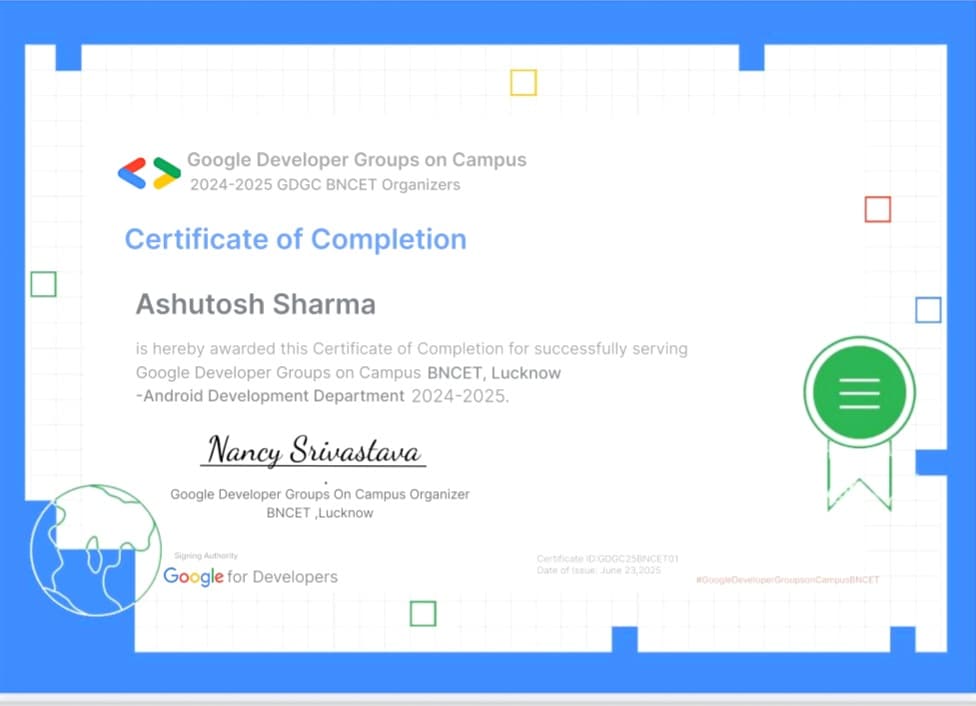 Google Developer Groups on Campus
2024-2025 GDGC BNCET Organizers
Certificate of Completion
Ashutosh Sharma
is hereby awarded this Certificate of Completion for successfully serving
Google Developer Groups on Campus BNCET, Lucknow
-Android Development Department 2024-2025.
Nancy Srivastava
.
Google Developer Groups On Campus Organizer
BNCET ,Lucknow
Signing Authority
Google for Developers
Certificate ID:GDGC25BNCET01
Date of Issue: June 23,2025
#GoogleDeveloperGroupsonCampusBNCET